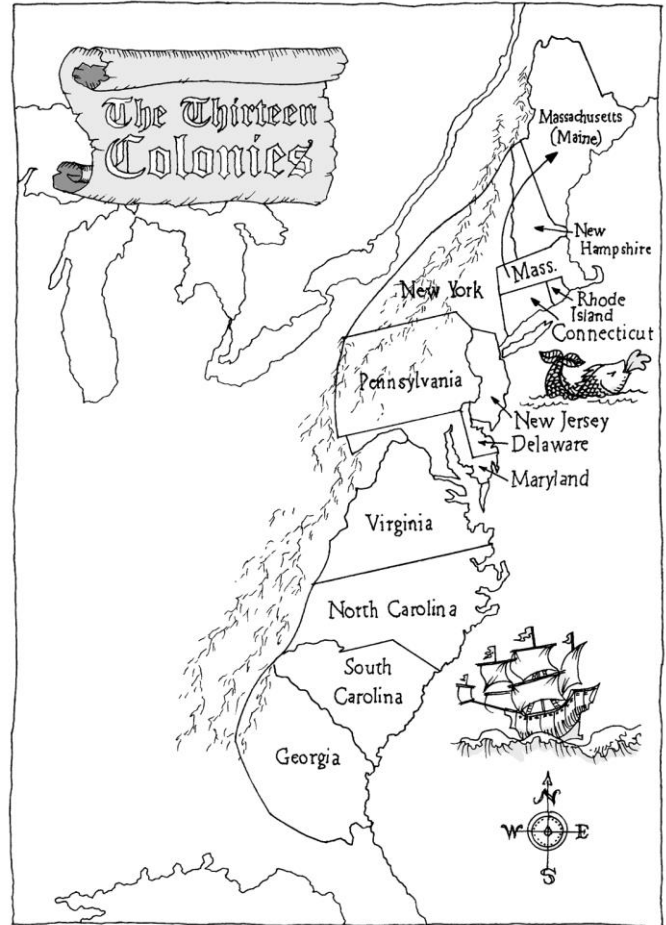 The Thirteen
Colonies
Massachusetts
(Maine)
New
Hampshire
Mass.
New York
Rhode
Island
Connecticut
Pennsylvania
New Jersey
Delaware
Maryland
Virginia
North Carolina
South
Carolina
Georgia
N
W E
S